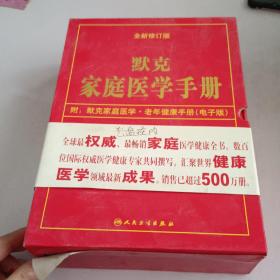 全新修订版
默克
家庭医学手册
附:默克家庭医学·老年健康手册(电子版)
全球最权威、最畅销家庭医学健康全书,数百
位国际权威医学健康专家共同撰写,汇聚世界健康
医学领域最新成果。销售已超过500万册。
人民卫生出版社